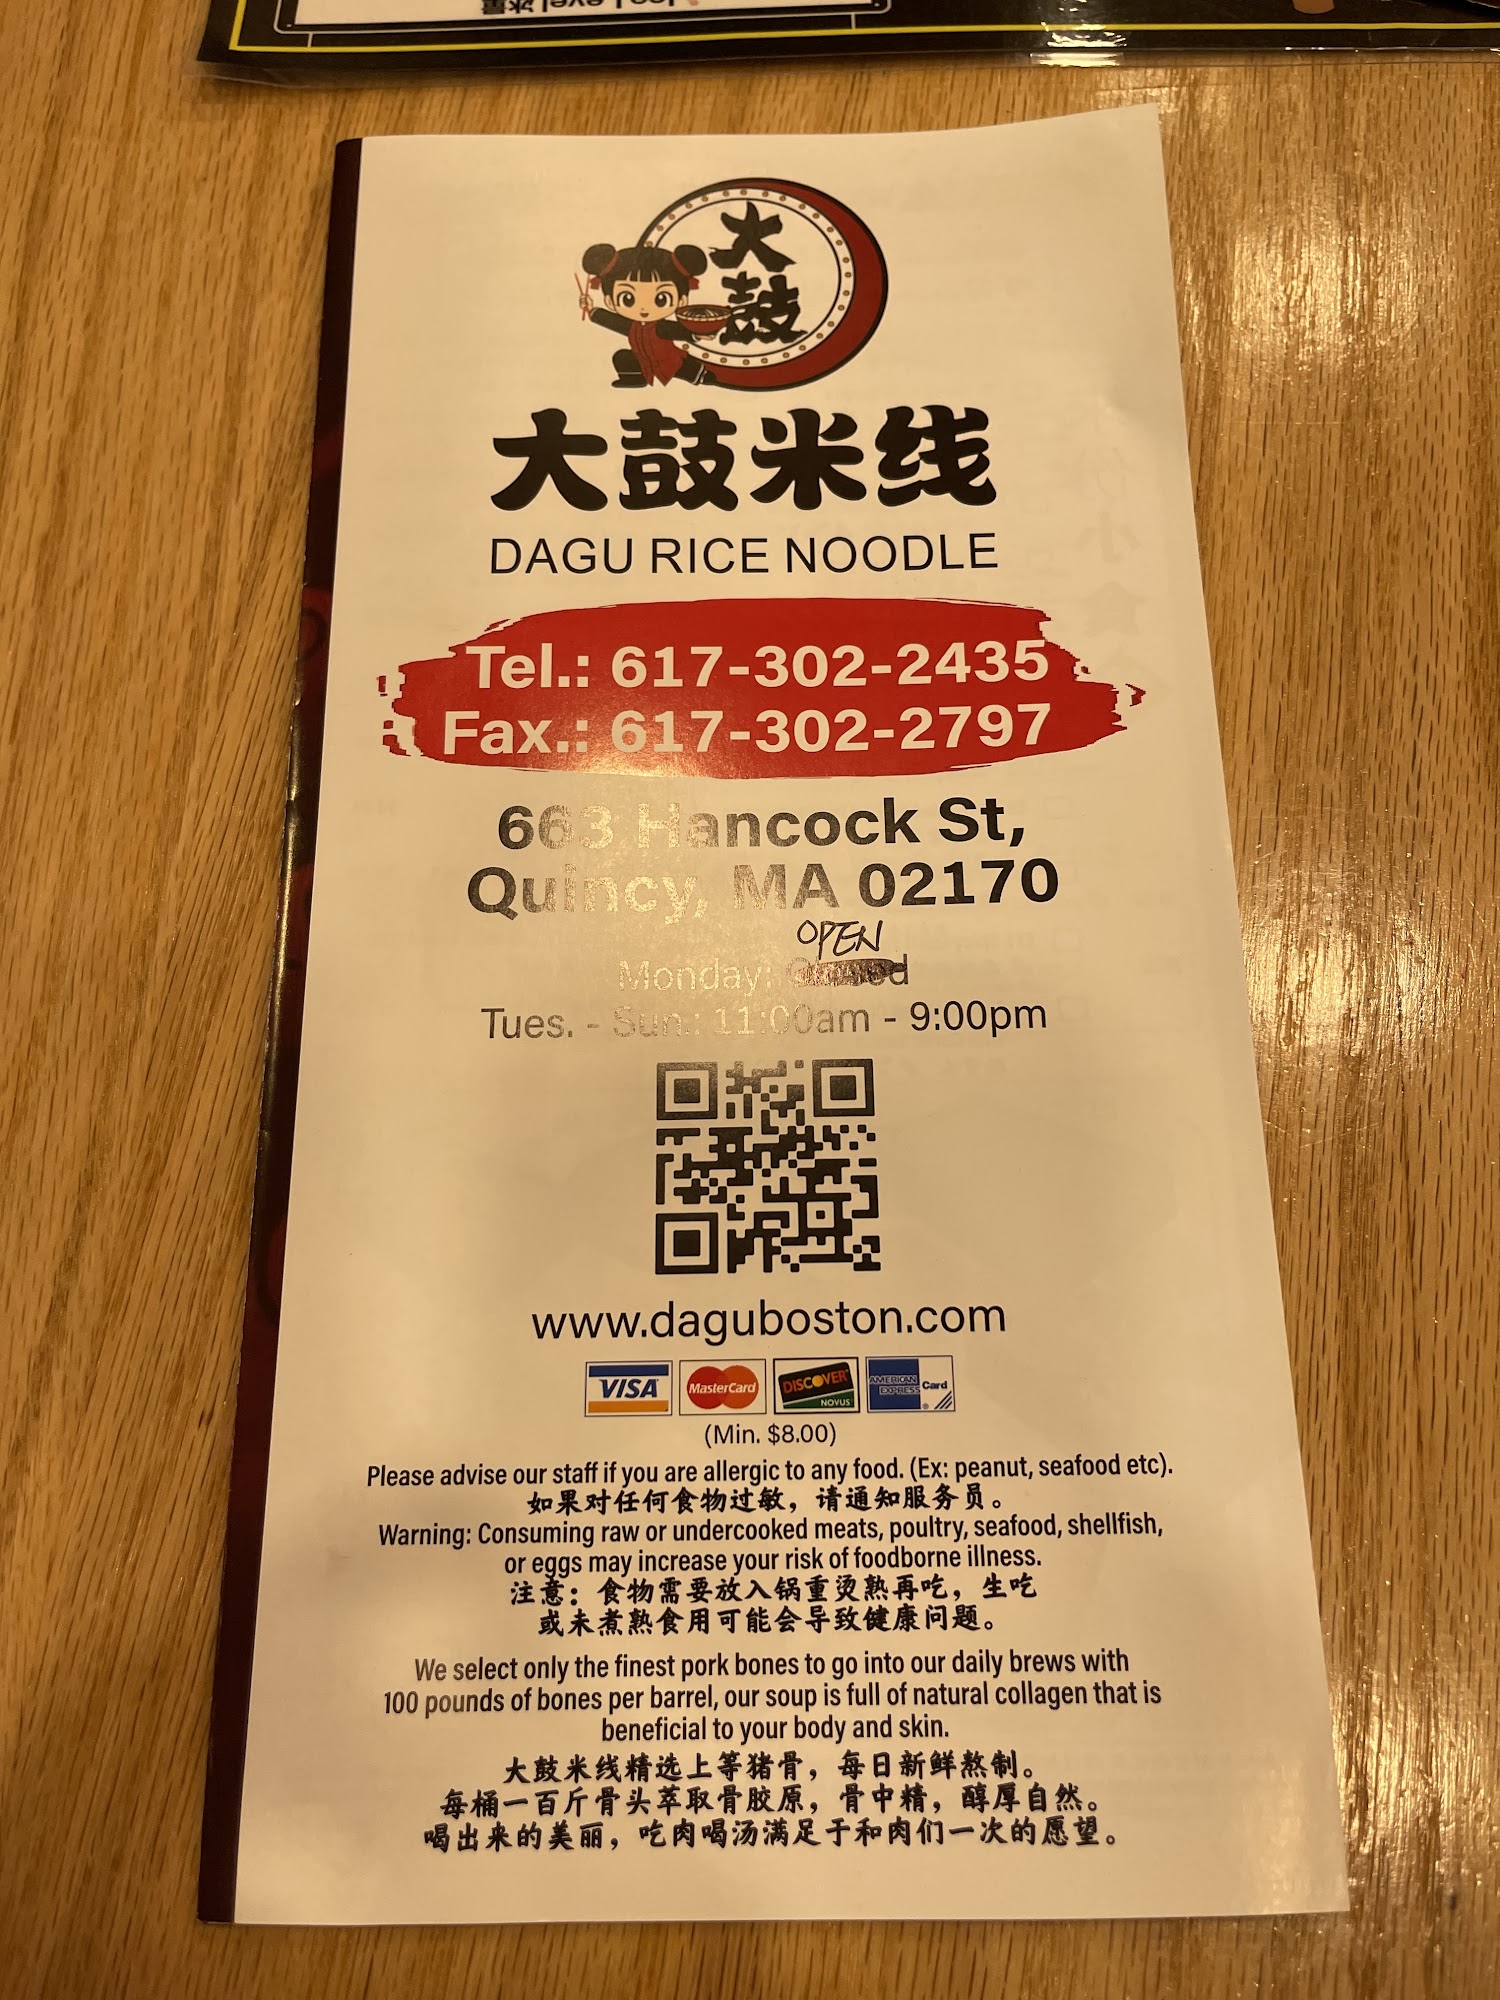 Ice Level 冰量
大
鼓
大鼓米线
DAGU RICE NOODLE
Tel.: 617-302-2435
Fax.: 617-302-2797
663 Hancock St,
Quincy, MA 02170
OPEN
Monday: Closed
Tues. - Sun.: 11:00am - 9:00pm
www.daguboston.com
VISA MasterCard DISCOVER NOVUS AMERICAN EXPRESS Card
(Min. $8.00)
Please advise our staff if you are allergic to any food. (Ex: peanut, seafood etc).
如果对任何食物过敏，请通知服务员。
Warning: Consuming raw or undercooked meats, poultry, seafood, shellfish,
or eggs may increase your risk of foodborne illness.
注意：食物需要放入锅重烫熟再吃，生吃
或未煮熟食用可能会导致健康问题。
We select only the finest pork bones to go into our daily brews with
100 pounds of bones per barrel, our soup is full of natural collagen that is
beneficial to your body and skin.
大鼓米线精选上等猪骨，每日新鲜熬制。
每桶一百斤骨头萃取骨胶原，骨中精，醇厚自然。
喝出来的美丽，吃肉喝汤满足于和肉们一次的愿望。